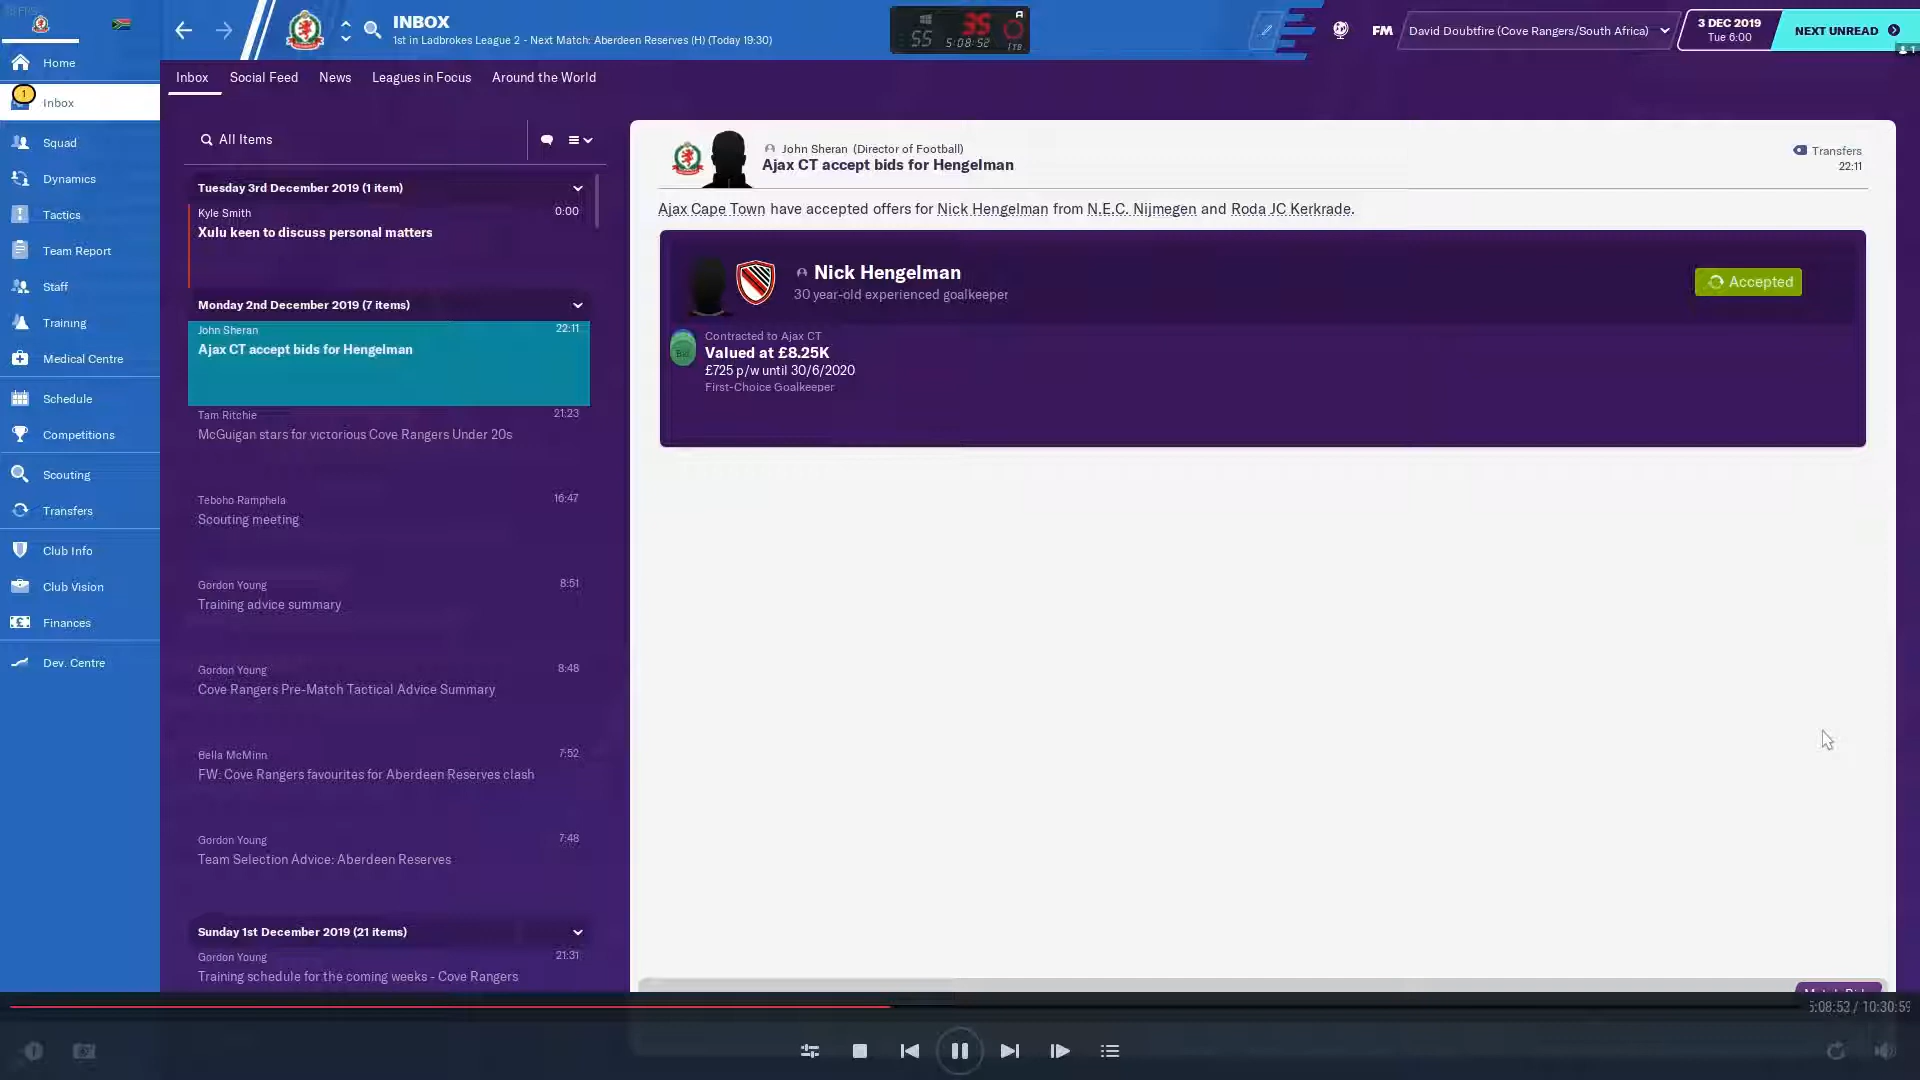 INBOX
1st in Ladbrokes League 2 - Next Match: Aberdeen Reserves (H) (Today 19:30)
55
35
A
5:08:52
1TB
FM
David Doubtfire (Cove Rangers/South Africa)
3 DEC 2019
Tue 6:00
NEXT UNREAD
1
Home
1
Inbox
Squad
Dynamics
Tactics
Team Report
Staff
Training
Medical Centre
Schedule
Competitions
Scouting
Transfers
Club Info
Club Vision
Finances
Dev. Centre
Inbox
Social Feed
News
Leagues in Focus
Around the World
All Items
Tuesday 3rd December 2019 (1 item)
Kyle Smith
0:00
Xulu keen to discuss personal matters
Monday 2nd December 2019 (7 items)
John Sheran
22:11
Ajax CT accept bids for Hengelman
Tam Ritchie
21:23
McGuigan stars for victorious Cove Rangers Under 20s
Teboho Ramphela
16:47
Scouting meeting
Gordon Young
8:51
Training advice summary
Gordon Young
8:48
Cove Rangers Pre-Match Tactical Advice Summary
Bella McMinn
7:52
FW: Cove Rangers favourites for Aberdeen Reserves clash
Gordon Young
7:48
Team Selection Advice: Aberdeen Reserves
Sunday 1st December 2019 (21 items)
Gordon Young
21:31
Training schedule for the coming weeks - Cove Rangers
John Sheran (Director of Football)
Ajax CT accept bids for Hengelman
Transfers
22:11
Ajax Cape Town have accepted offers for Nick Hengelman from N.E.C. Nijmegen and Roda JC Kerkrade.
Nick Hengelman
30 year-old experienced goalkeeper
Accepted
Bid
Contracted to Ajax CT
Valued at £8.25K
£725 p/w until 30/6/2020
First-Choice Goalkeeper
5:08:53 / 10:30:59